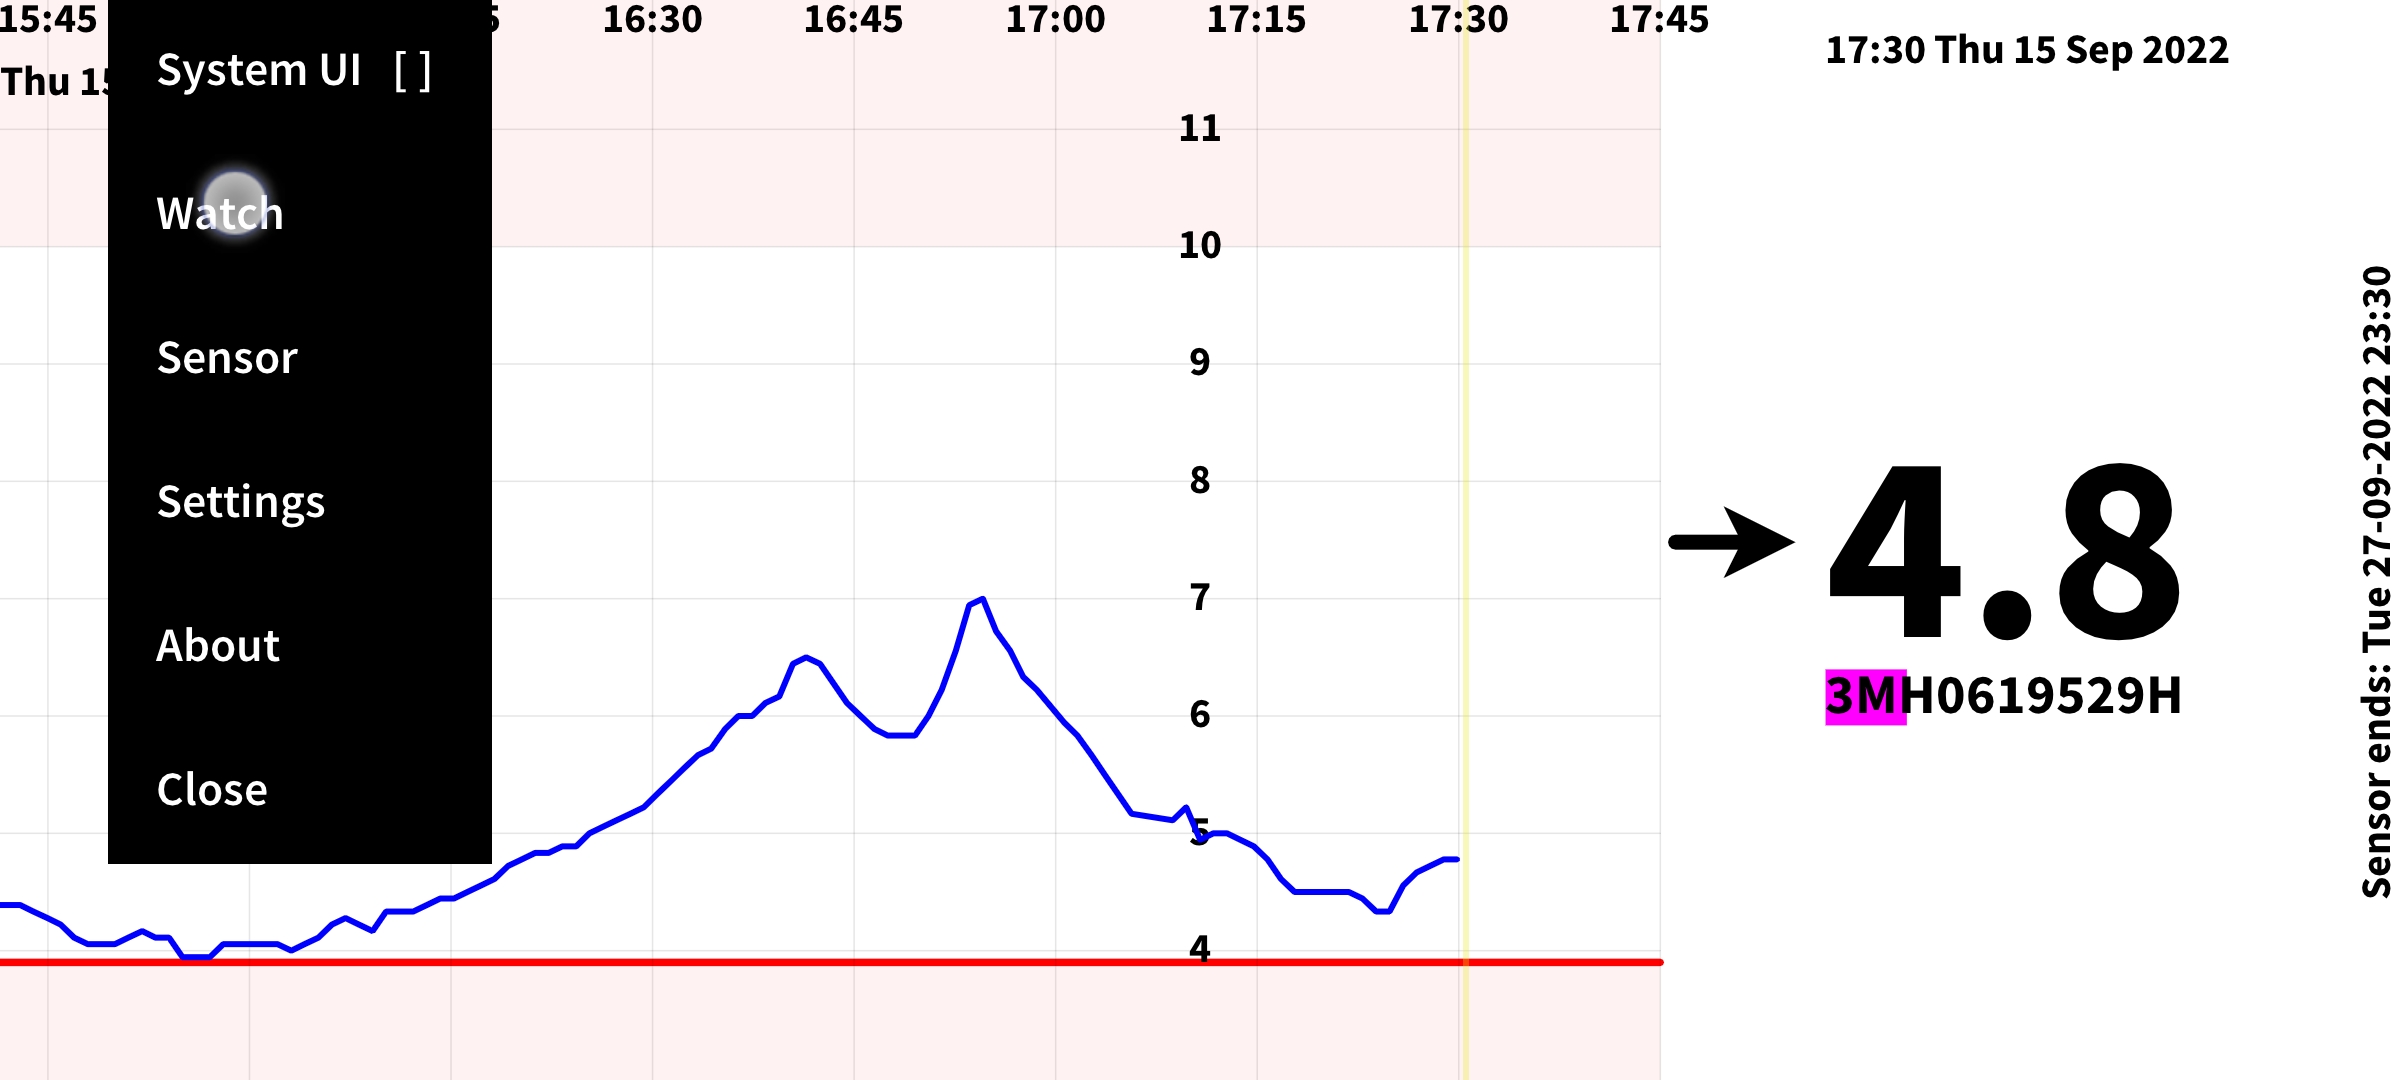 15:45
16:30 16:45 17:00 17:15 17:30 17:45
17:30 Thu 15 Sep 2022
Thu 15
System UI [ ]
Watch
Sensor
Settings
About
Close
11
10
9
8
7
6
5
4
4.8
3MH0619529H
Sensor ends: Tue 27-09-2022 23:30